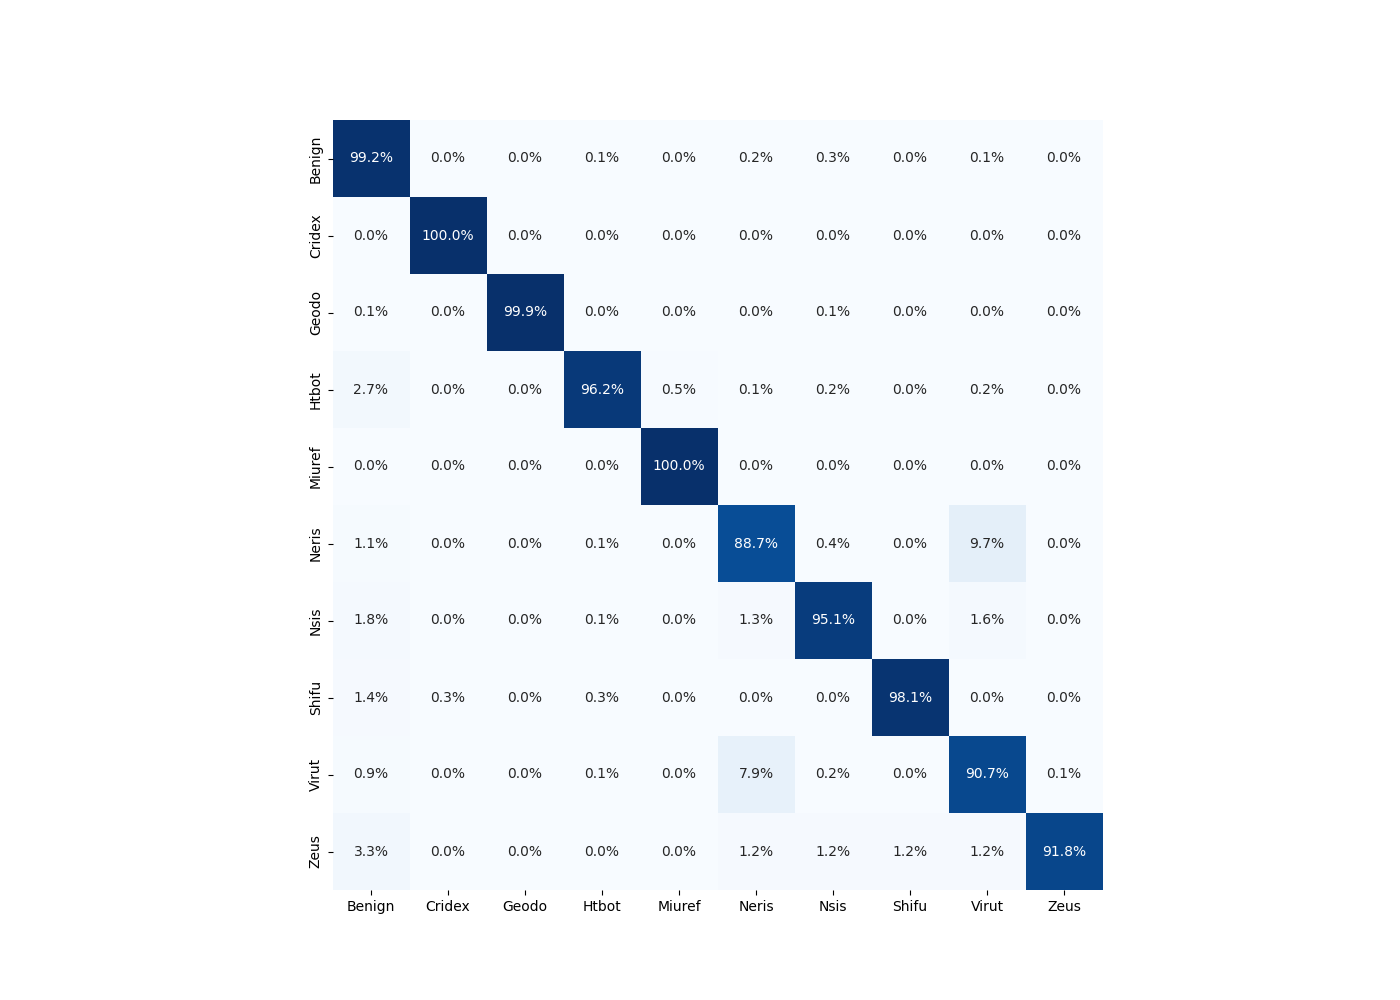 Benign 99.2% 0.0% 0.0% 0.1% 0.0% 0.2% 0.3% 0.0% 0.1% 0.0%
Cridex 0.0% 100.0% 0.0% 0.0% 0.0% 0.0% 0.0% 0.0% 0.0% 0.0%
Geodo 0.1% 0.0% 99.9% 0.0% 0.0% 0.0% 0.1% 0.0% 0.0% 0.0%
Htbot 2.7% 0.0% 0.0% 96.2% 0.5% 0.1% 0.2% 0.0% 0.2% 0.0%
Miuref 0.0% 0.0% 0.0% 0.0% 100.0% 0.0% 0.0% 0.0% 0.0% 0.0%
Neris 1.1% 0.0% 0.0% 0.1% 0.0% 88.7% 0.4% 0.0% 9.7% 0.0%
Nsis 1.8% 0.0% 0.0% 0.1% 0.0% 1.3% 95.1% 0.0% 1.6% 0.0%
Shifu 1.4% 0.3% 0.0% 0.3% 0.0% 0.0% 0.0% 98.1% 0.0% 0.0%
Virut 0.9% 0.0% 0.0% 0.1% 0.0% 7.9% 0.2% 0.0% 90.7% 0.1%
Zeus 3.3% 0.0% 0.0% 0.0% 0.0% 1.2% 1.2% 1.2% 1.2% 91.8%
Benign Cridex Geodo Htbot Miuref Neris Nsis Shifu Virut Zeus